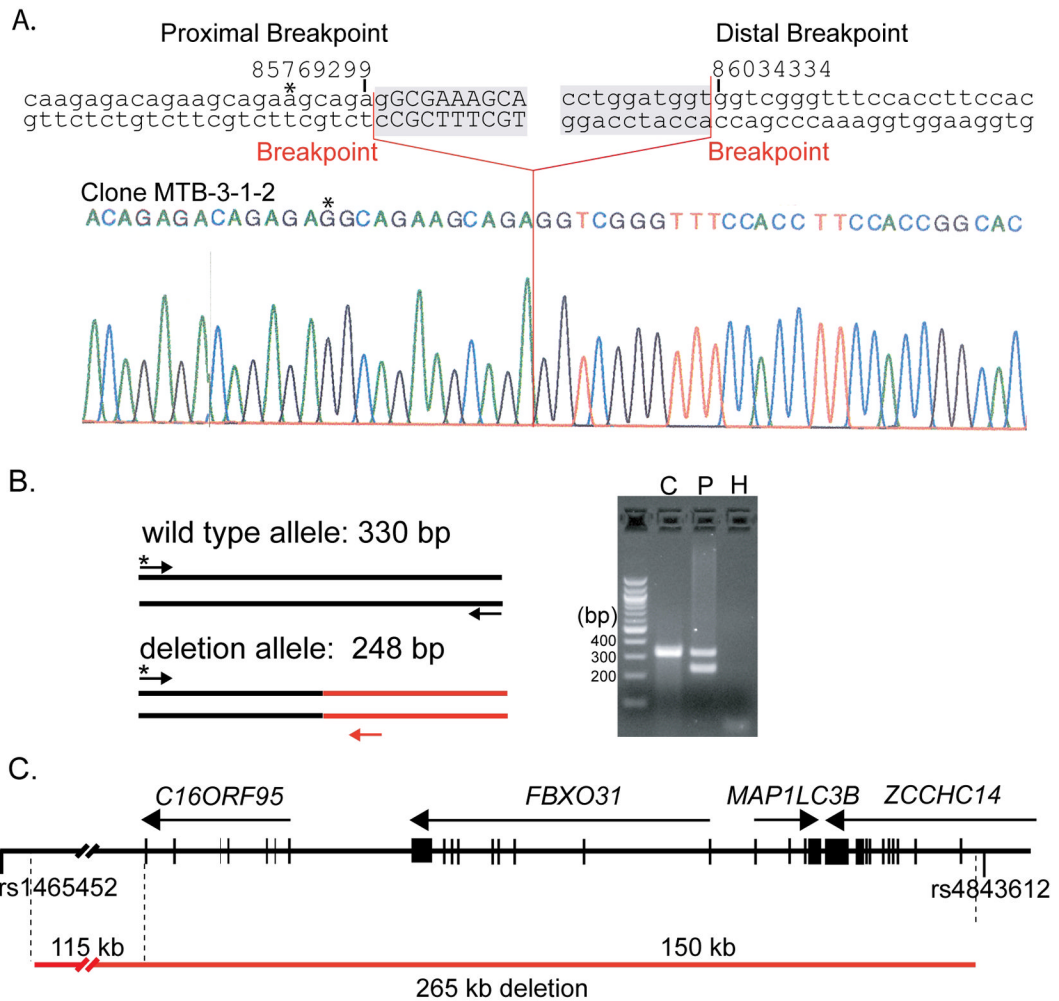 A.
Proximal Breakpoint
Distal Breakpoint
85769299
86034334
*
caagagacagaagcagaagcagagGCGAAAGCA
cctggatggtggtcgggtttccaccttccac
gttctctgtcttcgtcttcgtctcCGCTTTCGT
ggacctaccaccagcccaaaggtggaaggtg
Breakpoint
Breakpoint
Clone MTB-3-1-2
*
ACAGAGACAGAGAGGCAGAAGCAGAGGTCGGGTTTCCACCTTCCACCGGCAC
B.
C P H
wild type allele: 330 bp
*
(bp)
400
300
200
deletion allele: 248 bp
*
C.
C16ORF95
FBXO31
MAP1LC3B
ZCCHC14
rs1465452
rs4843612
115 kb
150 kb
265 kb deletion